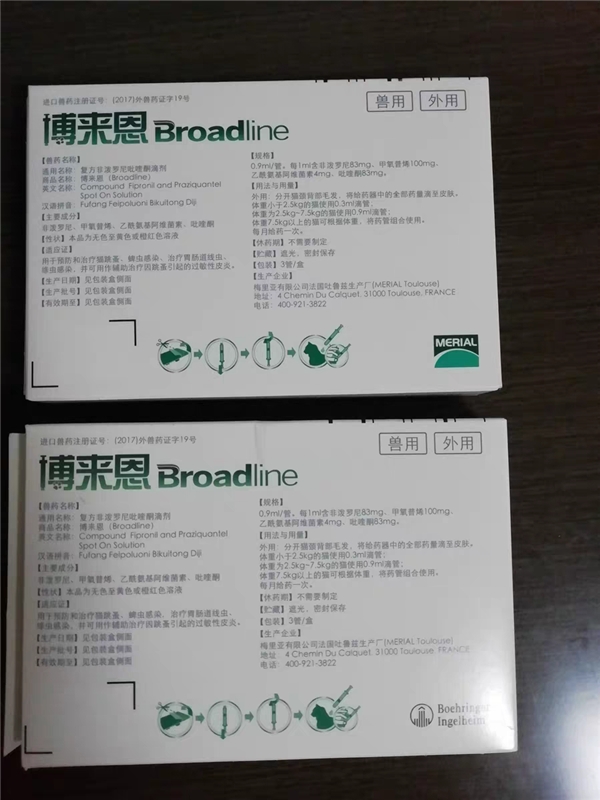 进口兽药注册证号：(2017)外兽药证字19号
兽用 外用
博来恩 Broadline
【兽药名称】
通用名称：复方非泼罗尼吡喹酮滴剂
商品名称：博来恩 (Broadline)
英文名称：Compound Fipronil and Praziquantel
Spot On Solution
汉语拼音：Fufang Feipoluoni Bikuitong Diji
【主要成分】
非泼罗尼、甲氧普烯、乙酰氨基阿维菌素、吡喹酮
【性状】本品为无色至黄色或橙红色溶液
【适应证】
用于预防和治疗猫跳蚤、蜱虫感染，治疗胃肠道线虫、
绦虫感染，并可用作辅助治疗因跳蚤引起的过敏性皮炎。
【生产日期】见包装盒侧面
【生产批号】见包装盒侧面
【有效期至】见包装盒侧面
【规格】
0.9ml/管。每1ml含非泼罗尼83mg、甲氧普烯100mg、
乙酰氨基阿维菌素4mg、吡喹酮83mg。
【用法与用量】
外用：分开猫颈背部毛发，将给药器中的全部药量滴至皮肤。
体重小于2.5kg的猫使用0.3ml滴管；
体重为2.5kg~7.5kg的猫使用0.9ml滴管；
体重7.5kg以上的猫可根据体重，将药管组合使用。
每月给药一次。
【休药期】不需要制定
【贮藏】遮光，密封保存
【包装】3管/盒
【生产企业】
梅里亚有限公司法国吐鲁兹生产厂(MERIAL Toulouse)
地址：4 Chemin Du Calquet, 31000 Toulouse, FRANCE
电话：400-921-3822
MERIAL
进口兽药注册证号：(2017)外兽药证字19号
兽用 外用
博来恩 Broadline
【兽药名称】
通用名称：复方非泼罗尼吡喹酮滴剂
商品名称：博来恩 (Broadline)
英文名称：Compound Fipronil and Praziquantel
Spot On Solution
汉语拼音：Fufang Feipoluoni Bikuitong Diji
【主要成分】
非泼罗尼、甲氧普烯、乙酰氨基阿维菌素、吡喹酮
【性状】本品为无色至黄色或橙红色溶液
【适应证】
用于预防和治疗猫跳蚤、蜱虫感染，治疗胃肠道线虫、
绦虫感染，并可用作辅助治疗因跳蚤引起的过敏性皮炎。
【生产日期】见包装盒侧面
【生产批号】见包装盒侧面
【有效期至】见包装盒侧面
【规格】
0.9ml/管。每1ml含非泼罗尼83mg、甲氧普烯100mg、
乙酰氨基阿维菌素4mg、吡喹酮83mg。
【用法与用量】
外用：分开猫颈背部毛发，将给药器中的全部药量滴至皮肤。
体重小于2.5kg的猫使用0.3ml滴管；
体重为2.5kg~7.5kg的猫使用0.9ml滴管；
体重7.5kg以上的猫可根据体重，将药管组合使用。
每月给药一次。
【休药期】不需要制定
【贮藏】遮光，密封保存
【包装】3管/盒
【生产企业】
梅里亚有限公司法国吐鲁兹生产厂(MERIAL Toulouse)
地址：4 Chemin Du Calquet, 31000 Toulouse, FRANCE
电话：400-921-3822
Boehringer
Ingelheim